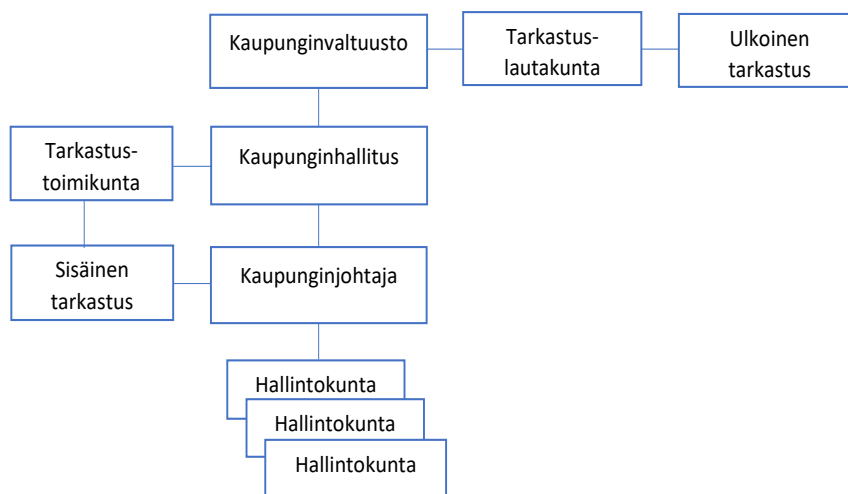 Kaupunginvaltuusto
Tarkastus-
lautakunta
Ulkoinen
tarkastus
Tarkastus-
toimikunta
Kaupunginhallitus
Sisäinen
tarkastus
Kaupunginjohtaja
Hallintokunta
Hallintokunta
Hallintokunta